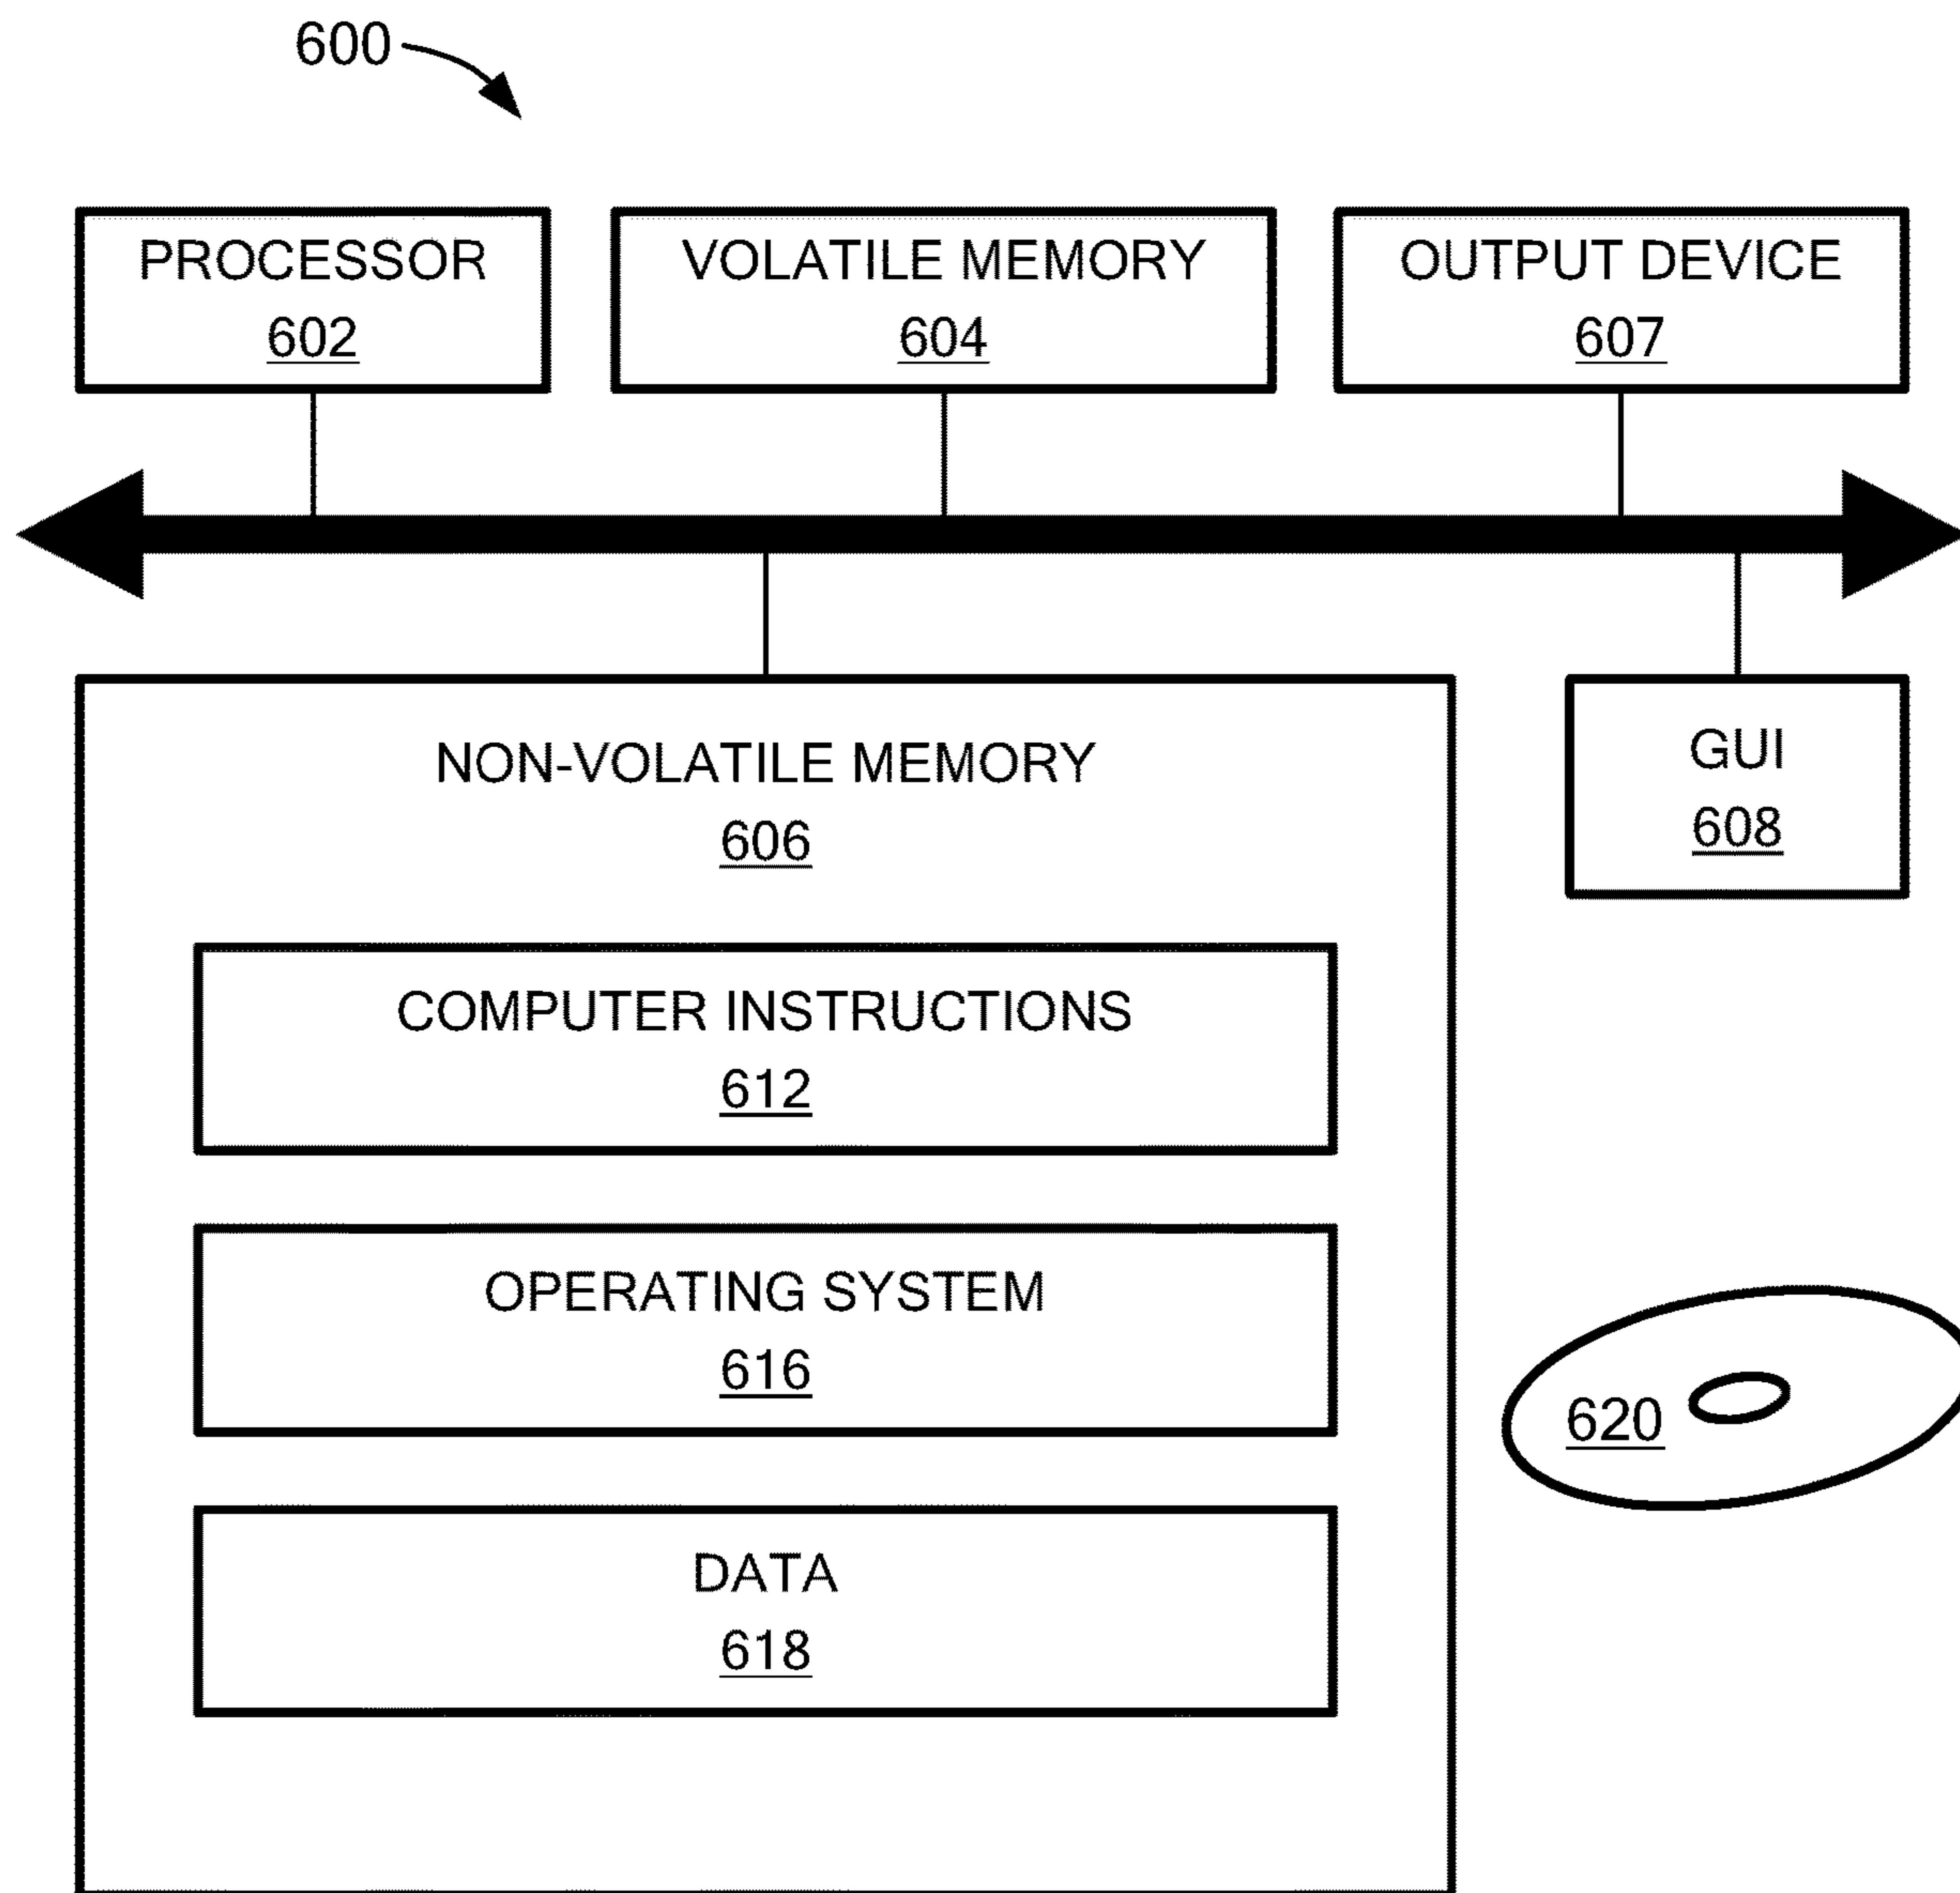 600
PROCESSOR
602
VOLATILE MEMORY
604
OUTPUT DEVICE
607
NON-VOLATILE MEMORY
606
GUI
608
COMPUTER INSTRUCTIONS
612
OPERATING SYSTEM
616
620
DATA
618